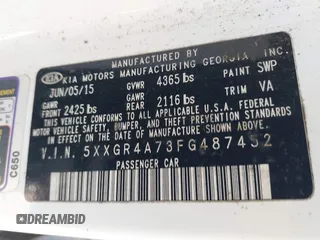 MANUFACTURED BY
KIA KIA MOTORS MANUFACTURING GEORGIA, INC.
JUN/05/15 GVWR 4365 lbs PAINT SWP
GAWR FRONT 2425 lbs GAWR REAR 2116 lbs TRIM VA
THIS VEHICLE CONFORMS TO ALL APPLICABLE U.S. FEDERAL MOTOR
VEHICLE SAFETY, BUMPER, AND THEFT PREVENTION STANDARDS IN
EFFECT ON THE DATE OF MANUFACTURE SHOWN ABOVE.
V.I.N. 5XXGR4A73FG487452
PASSENGER CAR
C650
DREAMBID